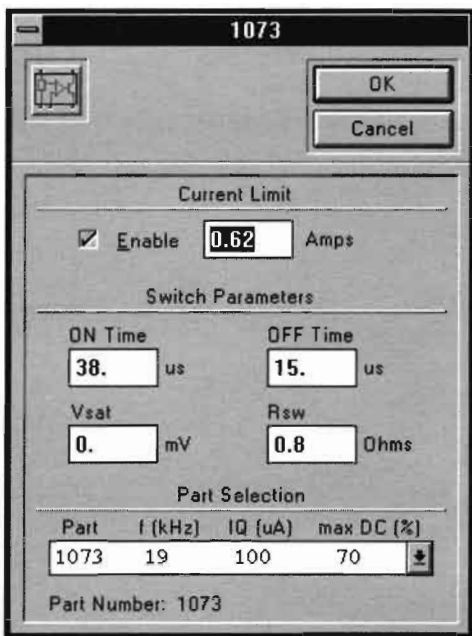 1073
OK
Cancel
Current Limit
Enable 0.62 Amps
Switch Parameters
ON Time OFF Time
38. us 15. us
Vsat Rsw
0. mV 0.8 Ohms
Part Selection
Part f (kHz) IQ (uA) max DC (%)
1073 19 100 70
Part Number: 1073